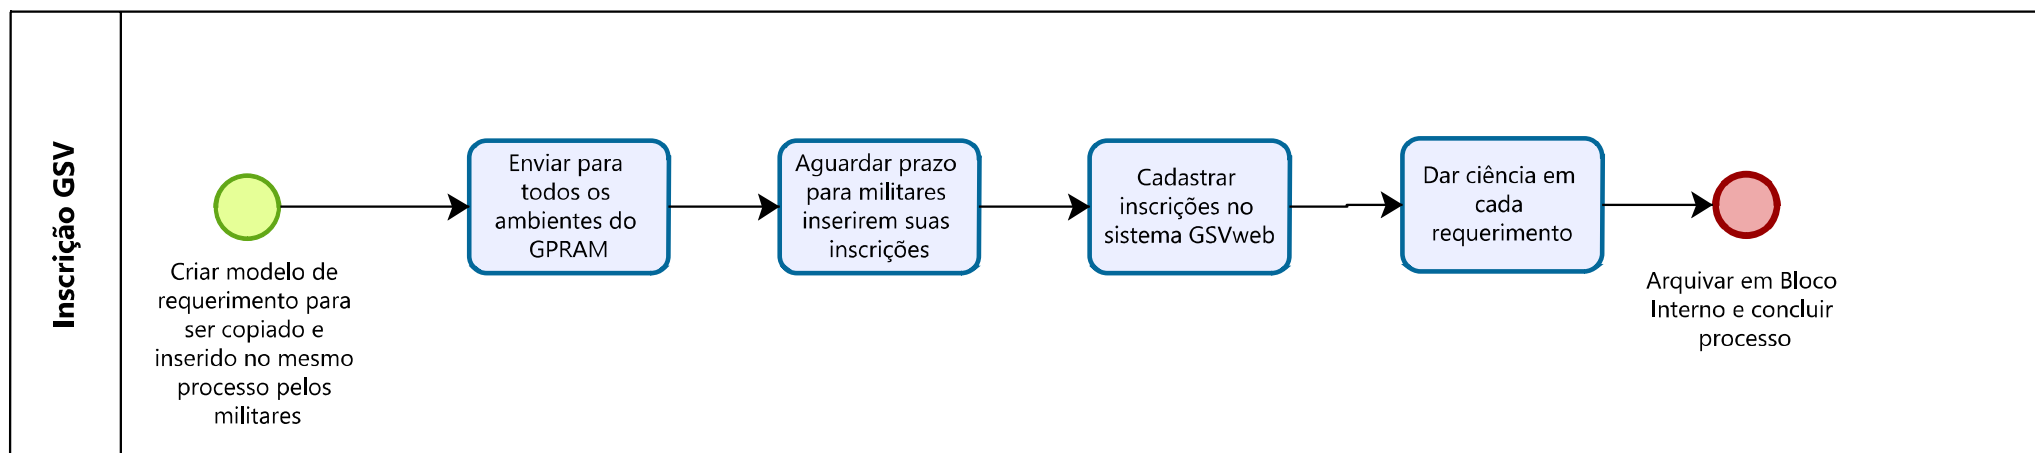 Inscrição GSV
Criar modelo de
requerimento para
ser copiado e
inserido no mesmo
processo pelos
militares
Enviar para
todos os
ambientes do
GPRAM
Aguardar prazo
para militares
inserirem suas
inscrições
Cadastrar
inscrições no
sistema GSVweb
Dar ciência em
cada
requerimento
Arquivar em Bloco
Interno e concluir
processo